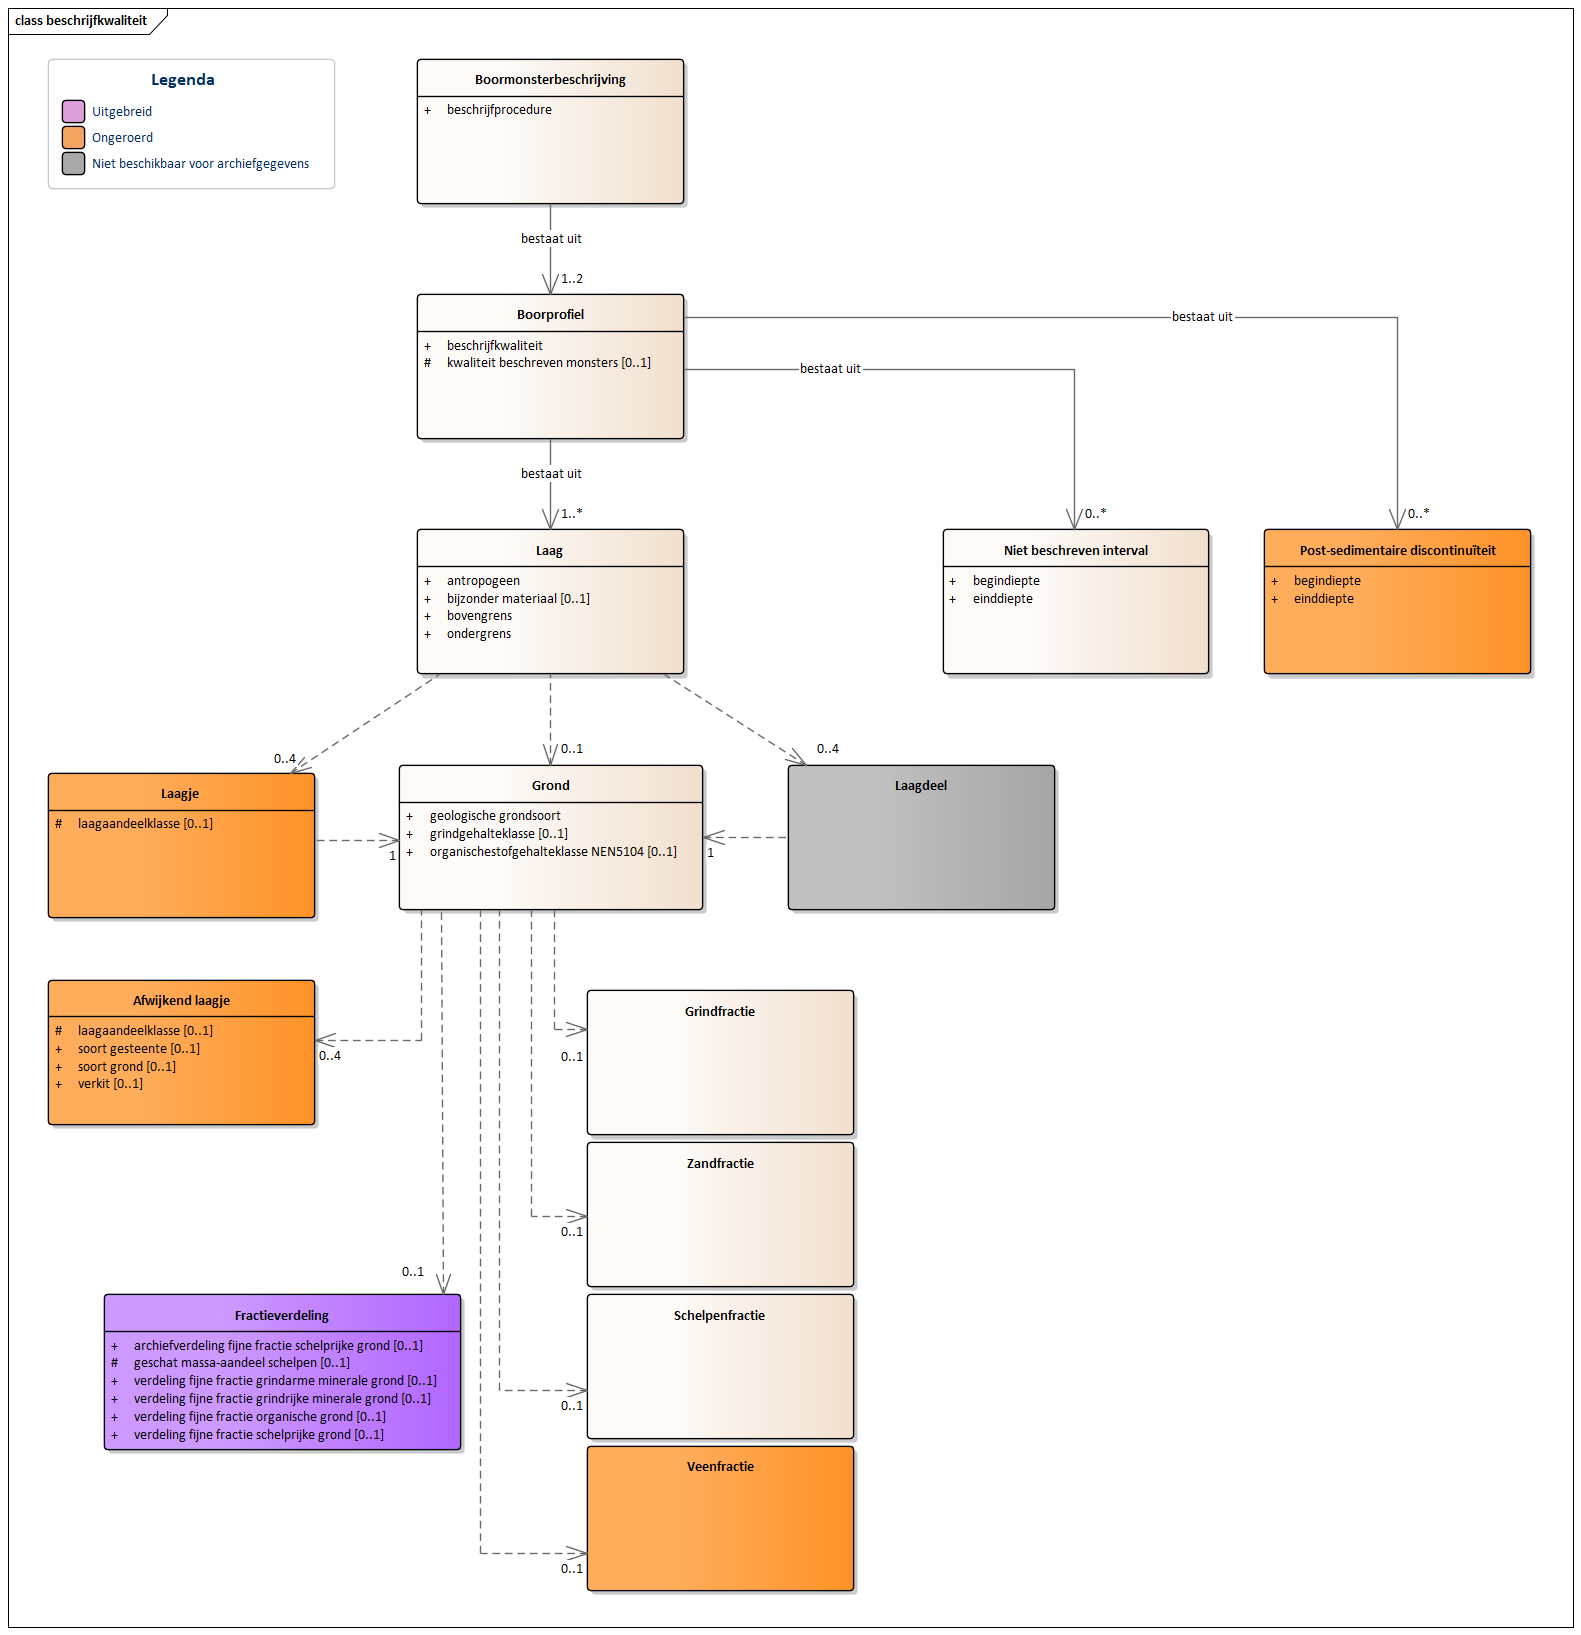 class beschrijfkwaliteit
Legenda
Uitgebreid
Ongeroerd
Niet beschikbaar voor archiefgegevens
Boormonsterbeschrijving
+ beschrijfprocedure
bestaat uit
1..2
Boorprofiel
+ beschrijfkwaliteit
# kwaliteit beschreven monsters [0..1]
bestaat uit
bestaat uit
bestaat uit
1..*
0..*
0..*
Laag
+ antropogeen
+ bijzonder materiaal [0..1]
+ bovengrens
+ ondergrens
Niet beschreven interval
+ begindiepte
+ einddiepte
Post-sedimentaire discontinuïteit
+ begindiepte
+ einddiepte
0..4
0..1
0..4
Laagje
# laagaandeelklasse [0..1]
1
Grond
+ geologische grondsoort
+ grindgehalteklasse [0..1]
+ organischestofgehalteklasse NEN5104 [0..1]
1
Laagdeel
Afwijkend laagje
# laagaandeelklasse [0..1]
+ soort gesteente [0..1]
+ soort grond [0..1]
+ verkit [0..1]
0..4
Grindfractie
0..1
Zandfractie
0..1
0..1
Fractieverdeling
+ archiefverdeling fijne fractie schelprijke grond [0..1]
# geschat massa-aandeel schelpen [0..1]
+ verdeling fijne fractie grindarme minerale grond [0..1]
+ verdeling fijne fractie grindrijke minerale grond [0..1]
+ verdeling fijne fractie organische grond [0..1]
+ verdeling fijne fractie schelprijke grond [0..1]
Schelpenfractie
0..1
Veenfractie
0..1